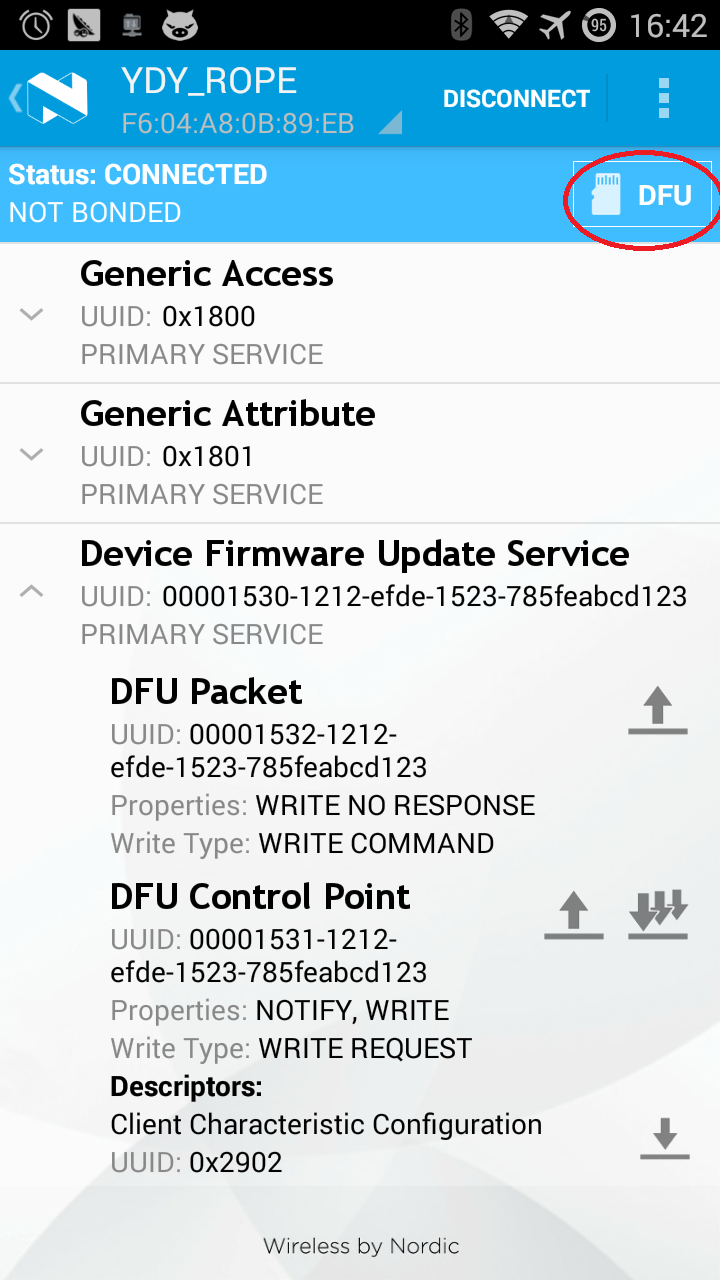 95 16:42
YDY_ROPE
F6:04:A8:0B:89:EB
DISCONNECT
Status: CONNECTED
NOT BONDED
DFU
Generic Access
UUID: 0x1800
PRIMARY SERVICE
Generic Attribute
UUID: 0x1801
PRIMARY SERVICE
Device Firmware Update Service
UUID: 00001530-1212-efde-1523-785feabcd123
PRIMARY SERVICE
DFU Packet
UUID: 00001532-1212-
efde-1523-785feabcd123
Properties: WRITE NO RESPONSE
Write Type: WRITE COMMAND
DFU Control Point
UUID: 00001531-1212-
efde-1523-785feabcd123
Properties: NOTIFY, WRITE
Write Type: WRITE REQUEST
Descriptors:
Client Characteristic Configuration
UUID: 0x2902
Wireless by Nordic